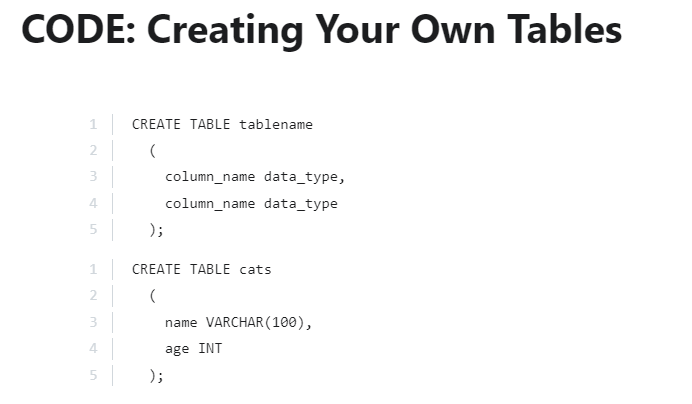 CODE: Creating Your Own Tables
1 CREATE TABLE tablename
2 (
3 column_name data_type,
4 column_name data_type
5 );
1 CREATE TABLE cats
2 (
3 name VARCHAR(100),
4 age INT
5 );